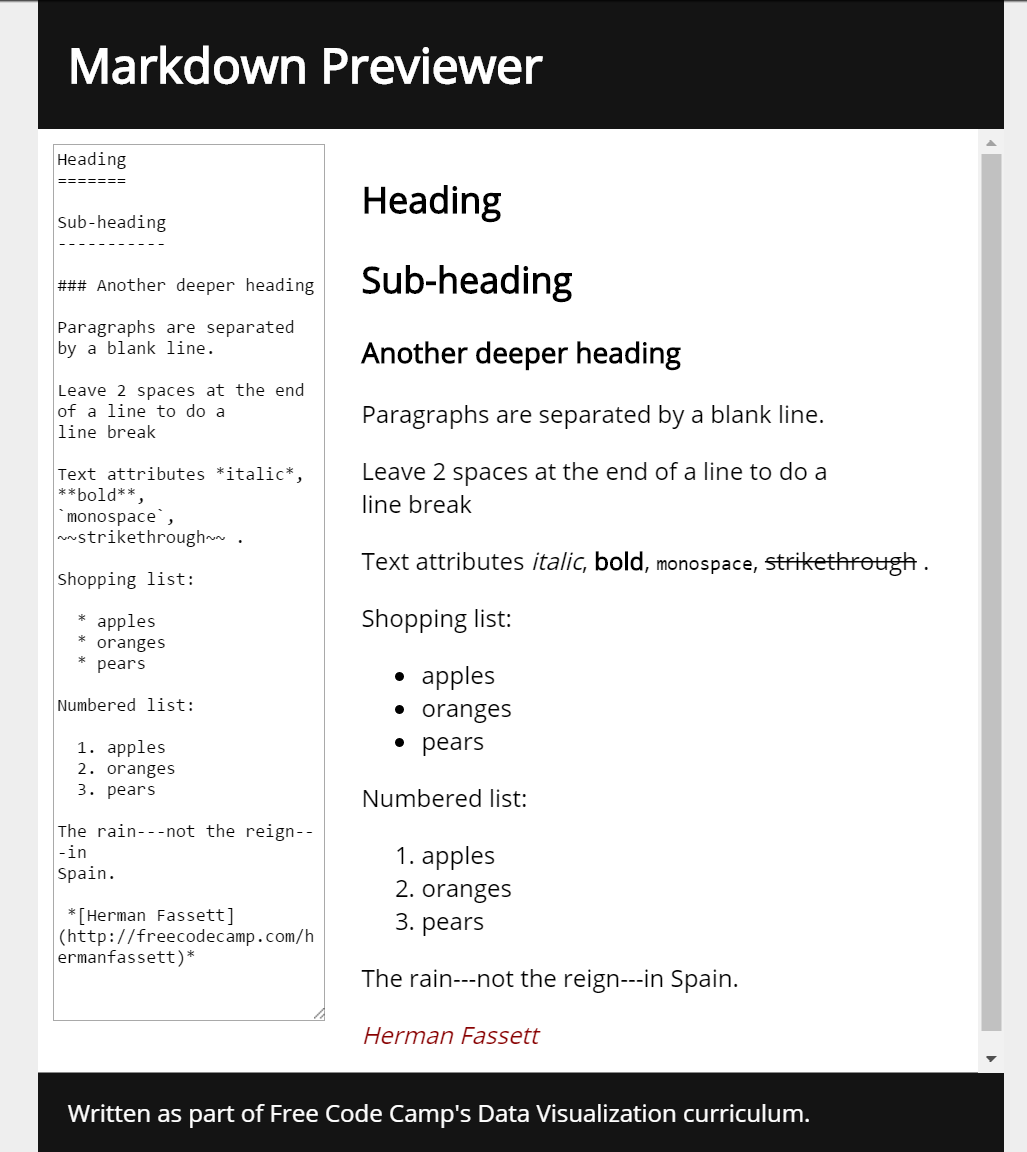 Markdown Previewer
Heading
=======
Sub-heading
-----------
### Another deeper heading
Paragraphs are separated
by a blank line.
Leave 2 spaces at the end
of a line to do a
line break
Text attributes *italic*,
**bold**,
`monospace`,
~~strikethrough~~ .
Shopping list:
* apples
* oranges
* pears
Numbered list:
1. apples
2. oranges
3. pears
The rain---not the reign--
-in
Spain.
*[Herman Fassett]
(http://freecodecamp.com/h
ermanfassett)*
Heading
Sub-heading
Another deeper heading
Paragraphs are separated by a blank line.
Leave 2 spaces at the end of a line to do a
line break
Text attributes italic, bold, monospace, strikethrough .
Shopping list:
• apples
• oranges
• pears
Numbered list:
1. apples
2. oranges
3. pears
The rain---not the reign---in Spain.
Herman Fassett
Written as part of Free Code Camp's Data Visualization curriculum.